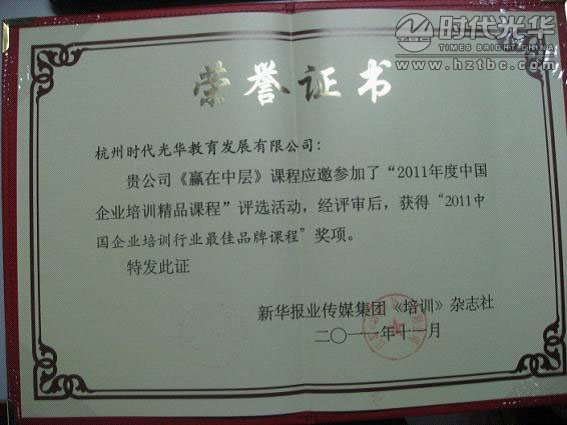 时代光华
TBC
TIMES BRIGHT CHINA
www.hztbc.com
荣誉证书
杭州时代光华教育发展有限公司：
贵公司《赢在中层》课程应邀参加了“2011年度中国
企业培训精品课程”评选活动，经评审后，获得“2011中
国企业培训行业最佳品牌课程”奖项。
特发此证
新华报业传媒集团《培训》杂志社
二〇一一年十一月